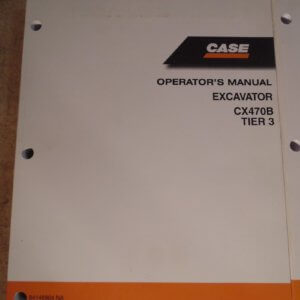 CASE
OPERATOR'S MANUAL
EXCAVATOR
CX470B
TIER 3